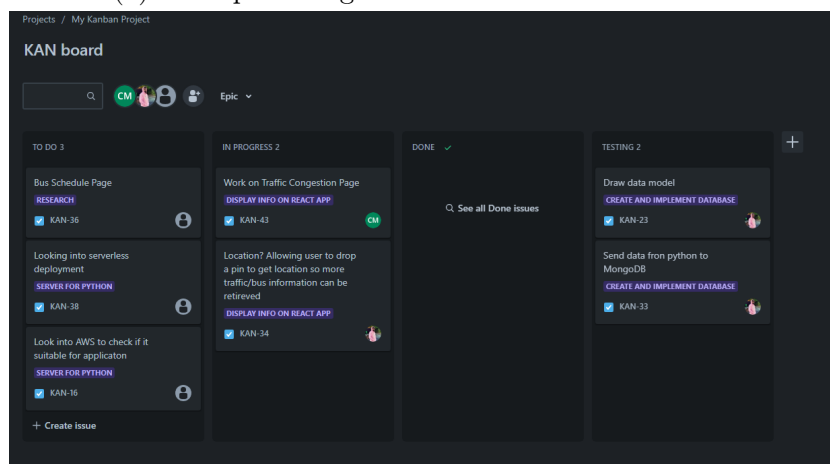 Projects / My Kanban Project
KAN board
CM
Epic
TO DO 3
Bus Schedule Page
RESEARCH
KAN-36
Looking into serverless
deployment
SERVER FOR PYTHON
KAN-38
Look into AWS to check if it
suitable for applicaton
SERVER FOR PYTHON
KAN-16
+ Create issue
IN PROGRESS 2
Work on Traffic Congestion Page
DISPLAY INFO ON REACT APP
KAN-43
CM
Location? Allowing user to drop
a pin to get location so more
traffic/bus information can be
retireved
DISPLAY INFO ON REACT APP
KAN-34
DONE
See all Done issues
TESTING 2
Draw data model
CREATE AND IMPLEMENT DATABASE
KAN-23
Send data fron python to
MongoDB
CREATE AND IMPLEMENT DATABASE
KAN-33